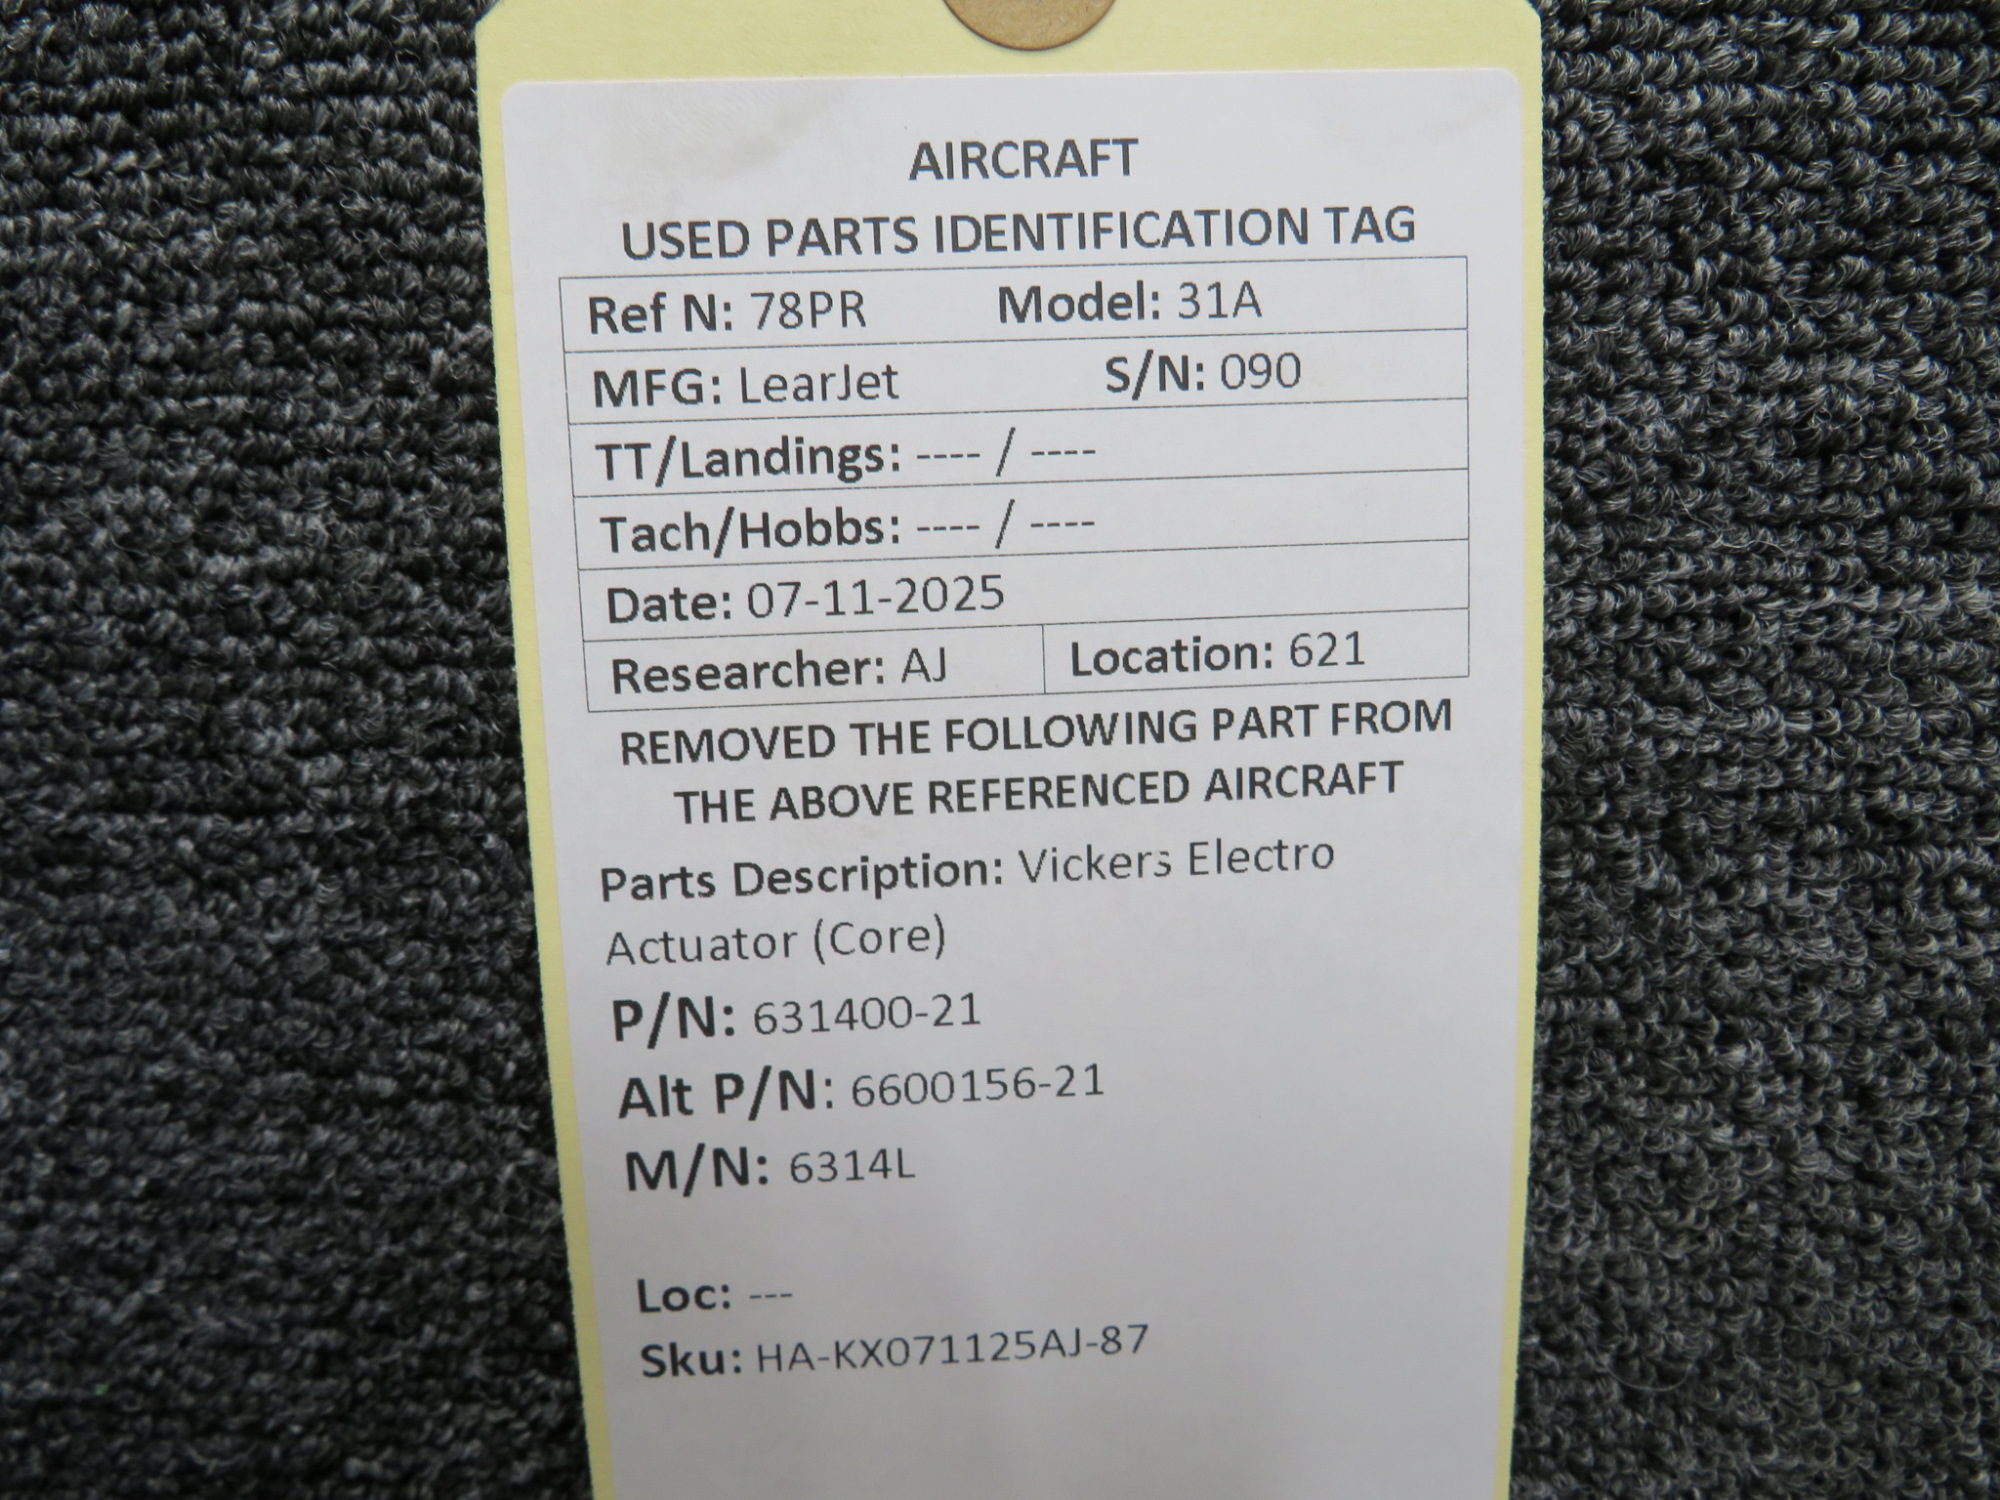 AIRCRAFT
USED PARTS IDENTIFICATION TAG
Ref N: 78PR Model: 31A
MFG: LearJet S/N: 090
TT/Landings: ---- / ----
Tach/Hobbs: ---- / ----
Date: 07-11-2025
Researcher: AJ Location: 621
REMOVED THE FOLLOWING PART FROM
THE ABOVE REFERENCED AIRCRAFT
Parts Description: Vickers Electro
Actuator (Core)
P/N: 631400-21
Alt P/N: 6600156-21
M/N: 6314L
Loc: ---
Sku: HA-KX071125AJ-87